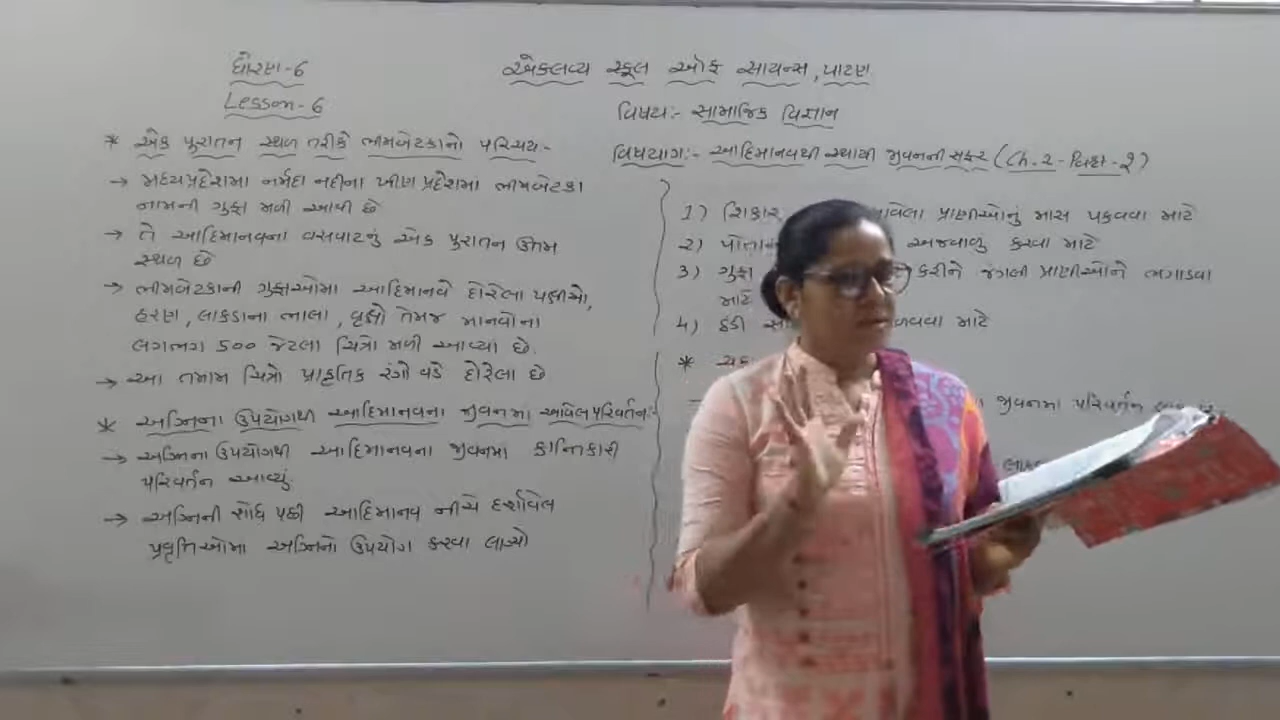 ધોરણ-6
Lesson-6
એકલવ્ય સ્કૂલ ઓફ સાયન્સ, પાટણ
વિષય:- સામાજિક વિજ્ઞાન
વિષયાંગ:- આદિમાનવથી સ્થાયી જીવનની સફર (Ch.2-વિભાગ-2)
* એક પુરાતન સ્થળ તરીકે ભીમબેટકાનો પરિચય-
→ મધ્યપ્રદેશમાં નર્મદા નદીના ખીણ પ્રદેશમાં ભીમબેટકા
નામની ગુફા મળી આવી છે
→ તે આદિમાનવના વસવાટનું એક પુરાતન ઉત્તમ
સ્થળ છે
→ ભીમબેટકાની ગુફાઓમાં આદિમાનવે દોરેલા પક્ષીઓ,
હરણ, લાકડાના ભાલા, વૃક્ષો તેમજ માનવોના
લગભગ 500 જેટલા ચિત્રો મળી આવ્યા છે.
→ આ તમામ ચિત્રો પ્રાકૃતિક રંગો વડે દોરેલા છે
* અગ્નિના ઉપયોગથી આદિમાનવના જીવનમાં આવેલ પરિવર્તન:-
→ અગ્નિના ઉપયોગથી આદિમાનવના જીવનમાં ક્રાન્તિકારી
પરિવર્તન આવ્યું.
→ અગ્નિની શોધ પછી આદિમાનવ નીચે દર્શાવેલ
પ્રવૃત્તિઓમાં અગ્નિનો ઉપયોગ કરવા લાગ્યો
1) શિકાર પ્રાણીઓનું માંસ પકવવા માટે
2) અજવાળું કરવા માટે
3) ગુફા કરીને જંગલી પ્રાણીઓને ભગાડવા
માટે
4) ઠંડી માટે
*
જીવનમાં પરિવર્તન